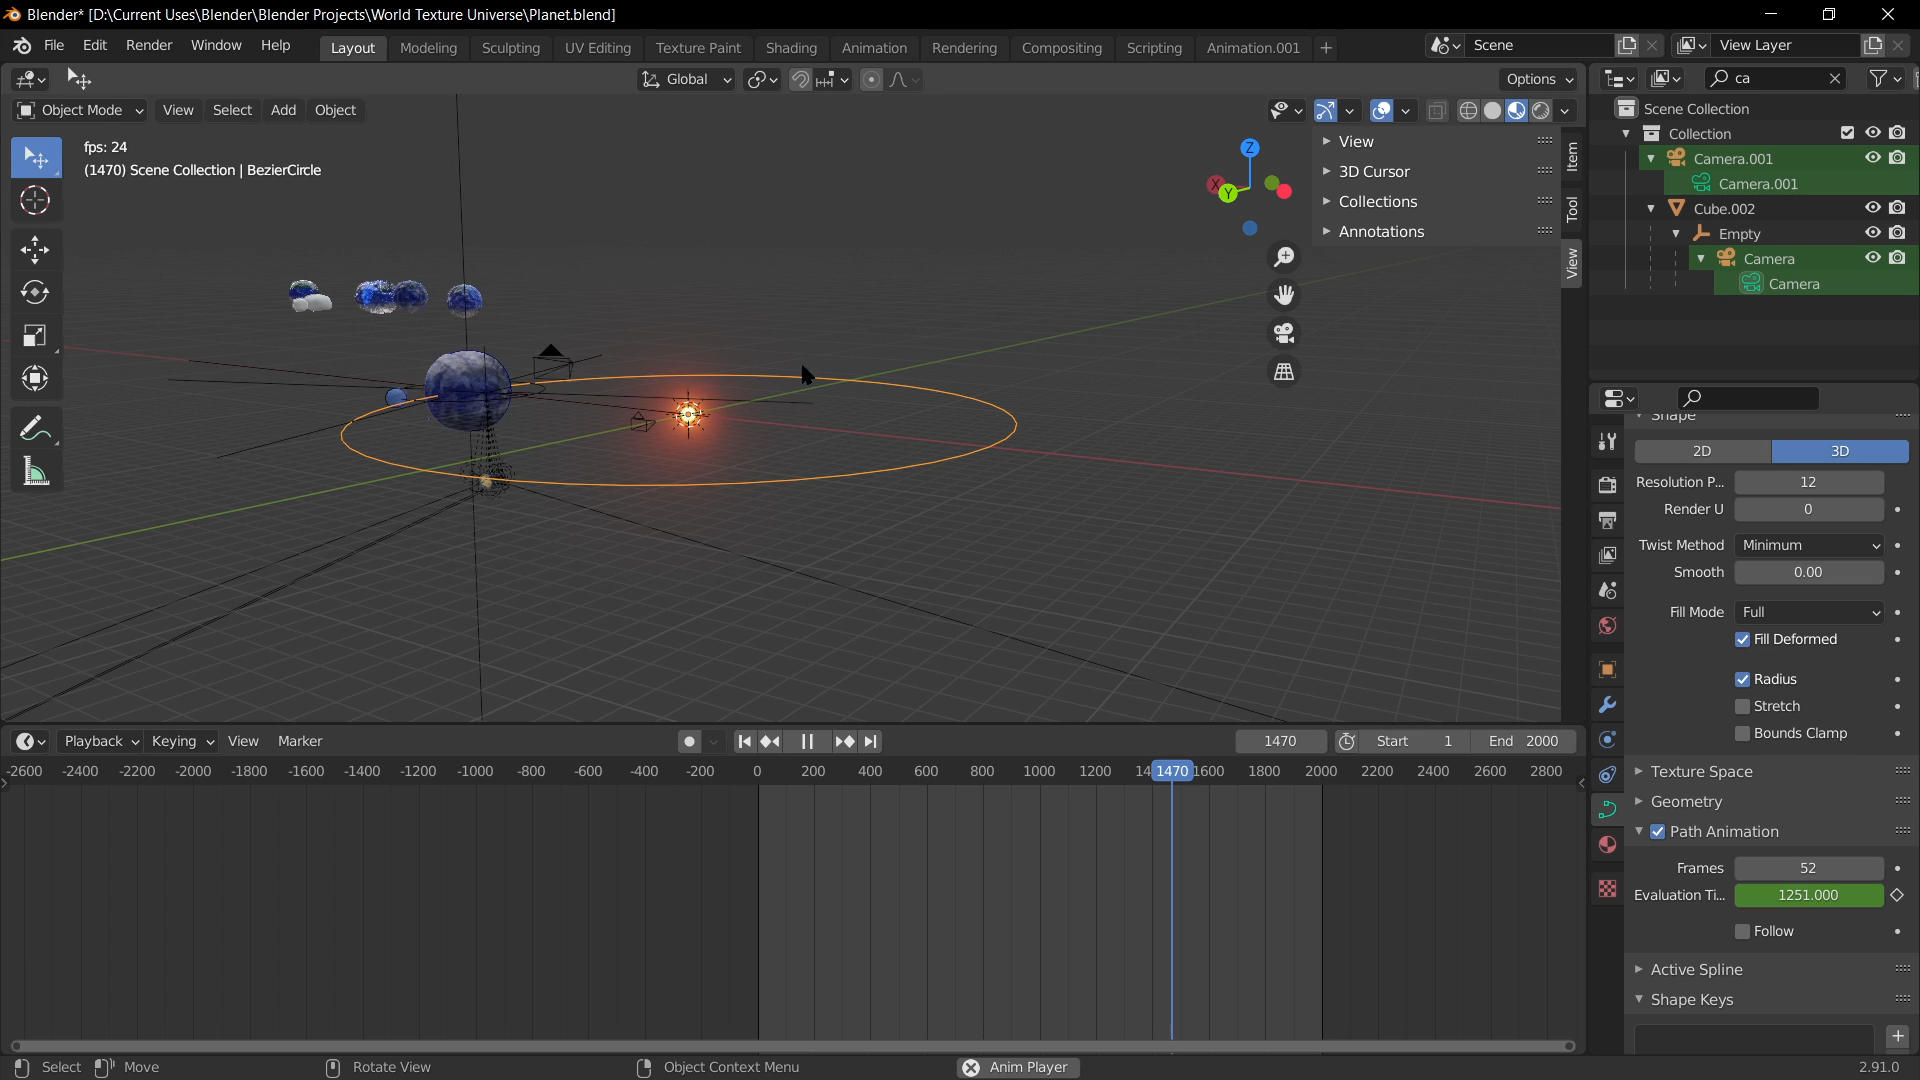 Blender* [D:\Current Uses\Blender\Blender Projects\World Texture Universe\Planet.blend]
File Edit Render Window Help Layout Modeling Sculpting UV Editing Texture Paint Shading Animation Rendering Compositing Scripting Animation.001 + Scene View Layer
Global Options ca
Object Mode View Select Add Object
fps: 24
(1470) Scene Collection | BezierCircle
Z
X
Y
View
3D Cursor
Collections
Annotations
Item
Tool
View
Scene Collection
Collection
Camera.001
Camera.001
Cube.002
Empty
Camera
Camera
Shape
2D 3D
Resolution P... 12
Render U 0
Twist Method Minimum
Smooth 0.00
Fill Mode Full
Fill Deformed
Radius
Stretch
Bounds Clamp
Texture Space
Geometry
Path Animation
Frames 52
Evaluation Ti... 1251.000
Follow
Active Spline
Shape Keys
Playback Keying View Marker 1470 Start 1 End 2000
-2600 -2400 -2200 -2000 -1800 -1600 -1400 -1200 -1000 -800 -600 -400 -200 0 200 400 600 800 1000 1200 14 1470 1600 1800 2000 2200 2400 2600 2800
Select Move Rotate View Object Context Menu Anim Player 2.91.0